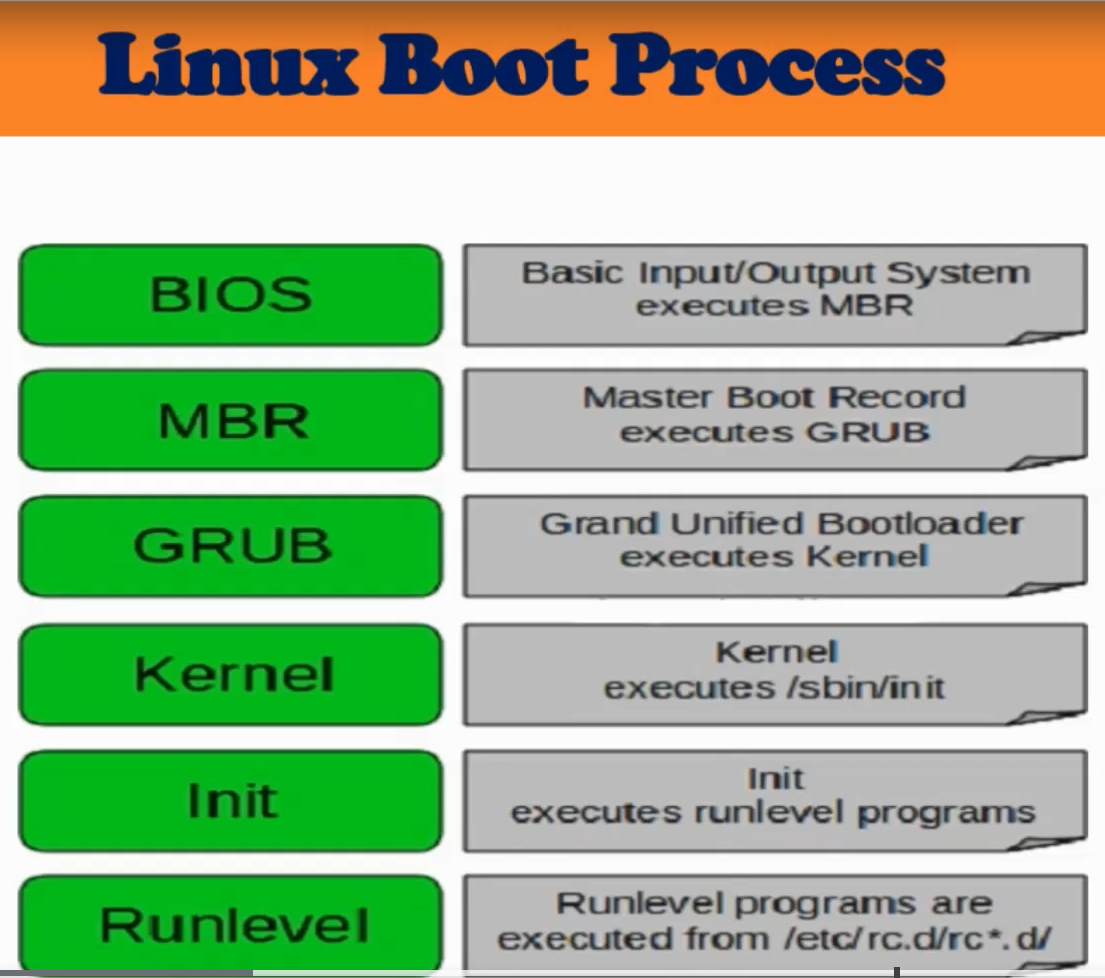 Linux Boot Process
BIOS
Basic Input/Output System
executes MBR
MBR
Master Boot Record
executes GRUB
GRUB
Grand Unified Bootloader
executes Kernel
Kernel
Kernel
executes /sbin/init
Init
Init
executes runlevel programs
Runlevel
Runlevel programs are
executed from /etc/rc.d/rc*.d/